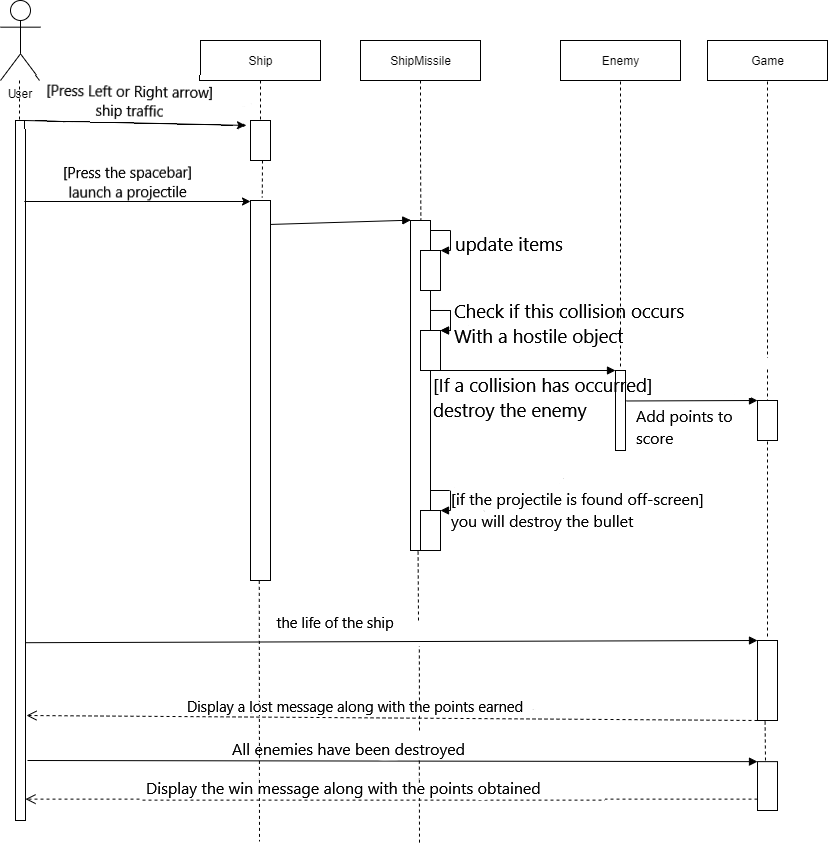 Ship
ShipMissile
Enemy
Game
User
[Press Left or Right arrow]
ship traffic
[Press the spacebar]
launch a projectile
update items
Check if this collision occurs
With a hostile object
[If a collision has occurred]
destroy the enemy
Add points to
score
[if the projectile is found off-screen]
you will destroy the bullet
the life of the ship
Display a lost message along with the points earned
All enemies have been destroyed
Display the win message along with the points obtained